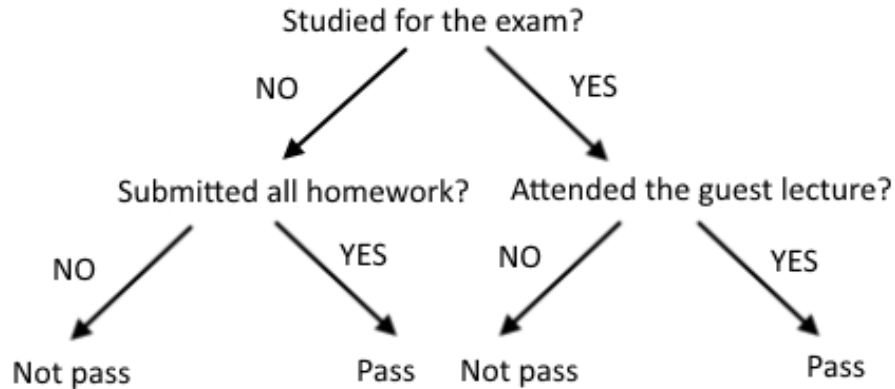 Studied for the exam?
NO
YES
Submitted all homework?
Attended the guest lecture?
NO
YES
NO
YES
Not pass
Pass
Not pass
Pass